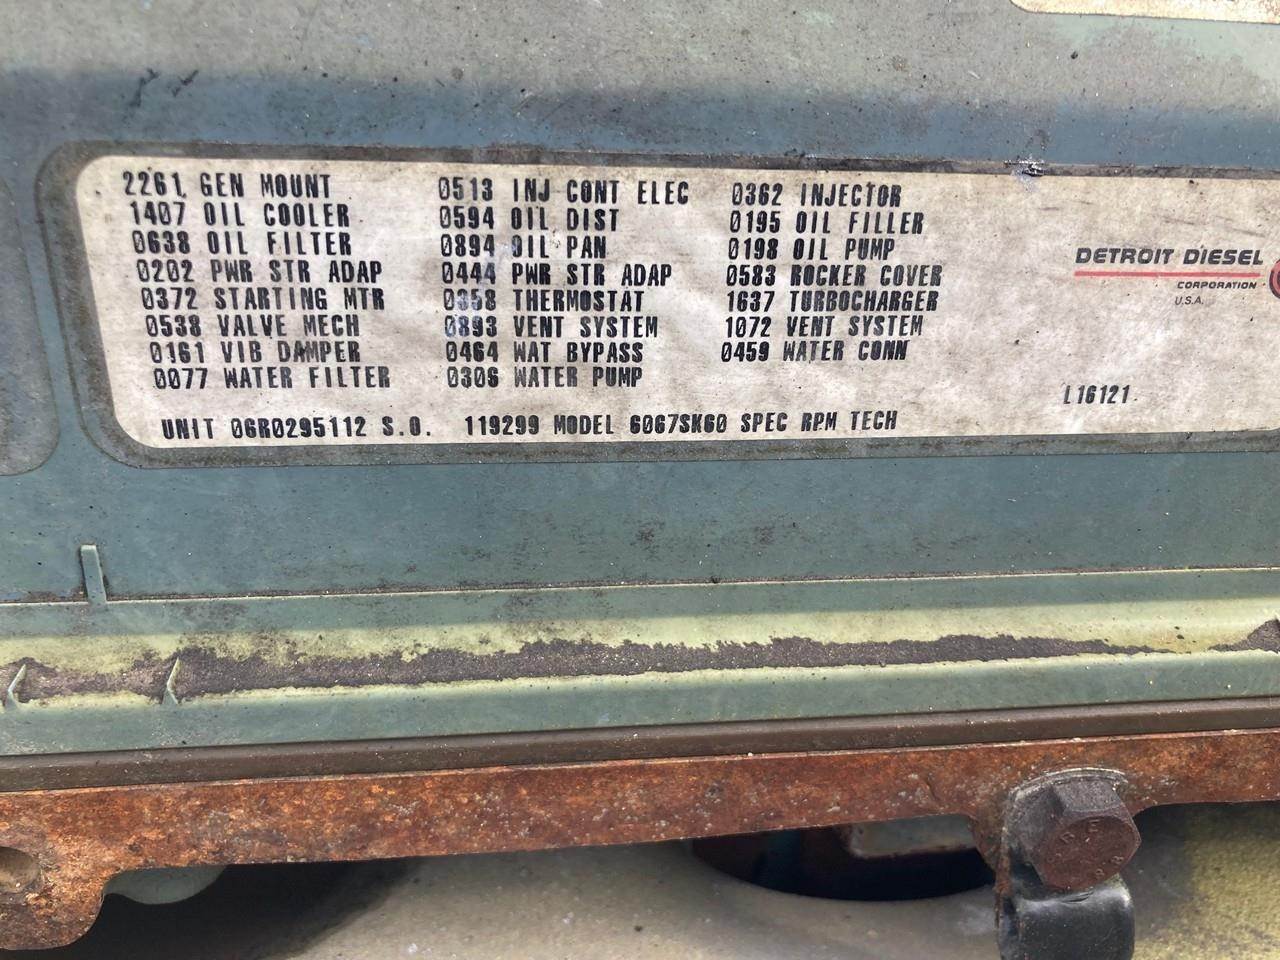 2261 GEN MOUNT 0513 INJ CONT ELEC 0362 INJECTOR
1407 OIL COOLER 0594 OIL DIST 0195 OIL FILLER
0638 OIL FILTER 0894 OIL PAN 0198 OIL PUMP
0202 PWR STR ADAP 0444 PWR STR ADAP 0583 ROCKER COVER
0372 STARTING MTR 0358 THERMOSTAT 1637 TURBOCHARGER
0538 VALVE MECH 0893 VENT SYSTEM 1072 VENT SYSTEM
0161 VIB DAMPER 0464 WAT BYPASS 0459 WATER CONN
0077 WATER FILTER 0306 WATER PUMP
UNIT 06R0295112 S.O. 119299 MODEL 6067SK60 SPEC RPM TECH
DETROIT DIESEL
CORPORATION
U.S.A.
L16121